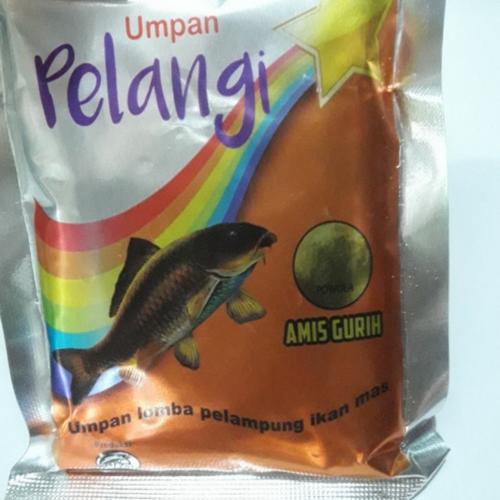 Umpan
Pelangi
AMIS GURIH
Umpan lomba pelampung ikan mas